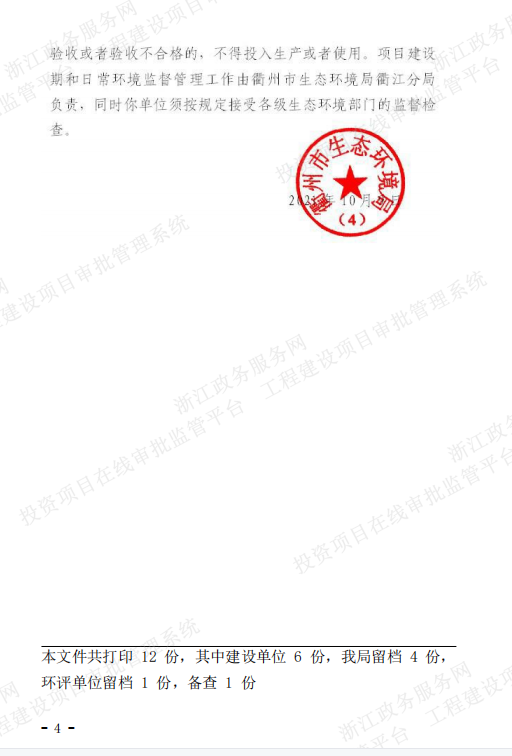 验收或者验收不合格的，不得投入生产或者使用。项目建设
期和日常环境监督管理工作由衢州市生态环境局衢江分局
负责，同时你单位须按规定接受各级生态环境部门的监督检
查。
衢州市生态环境局
（4）
年 10 月
日
浙江政务服务网
工程建设项目审批管理系统
投资项目在线审批监管平台
本文件共打印 12 份，其中建设单位 6 份，我局留档 4 份，
环评单位留档 1 份，备查 1 份
- 4 -